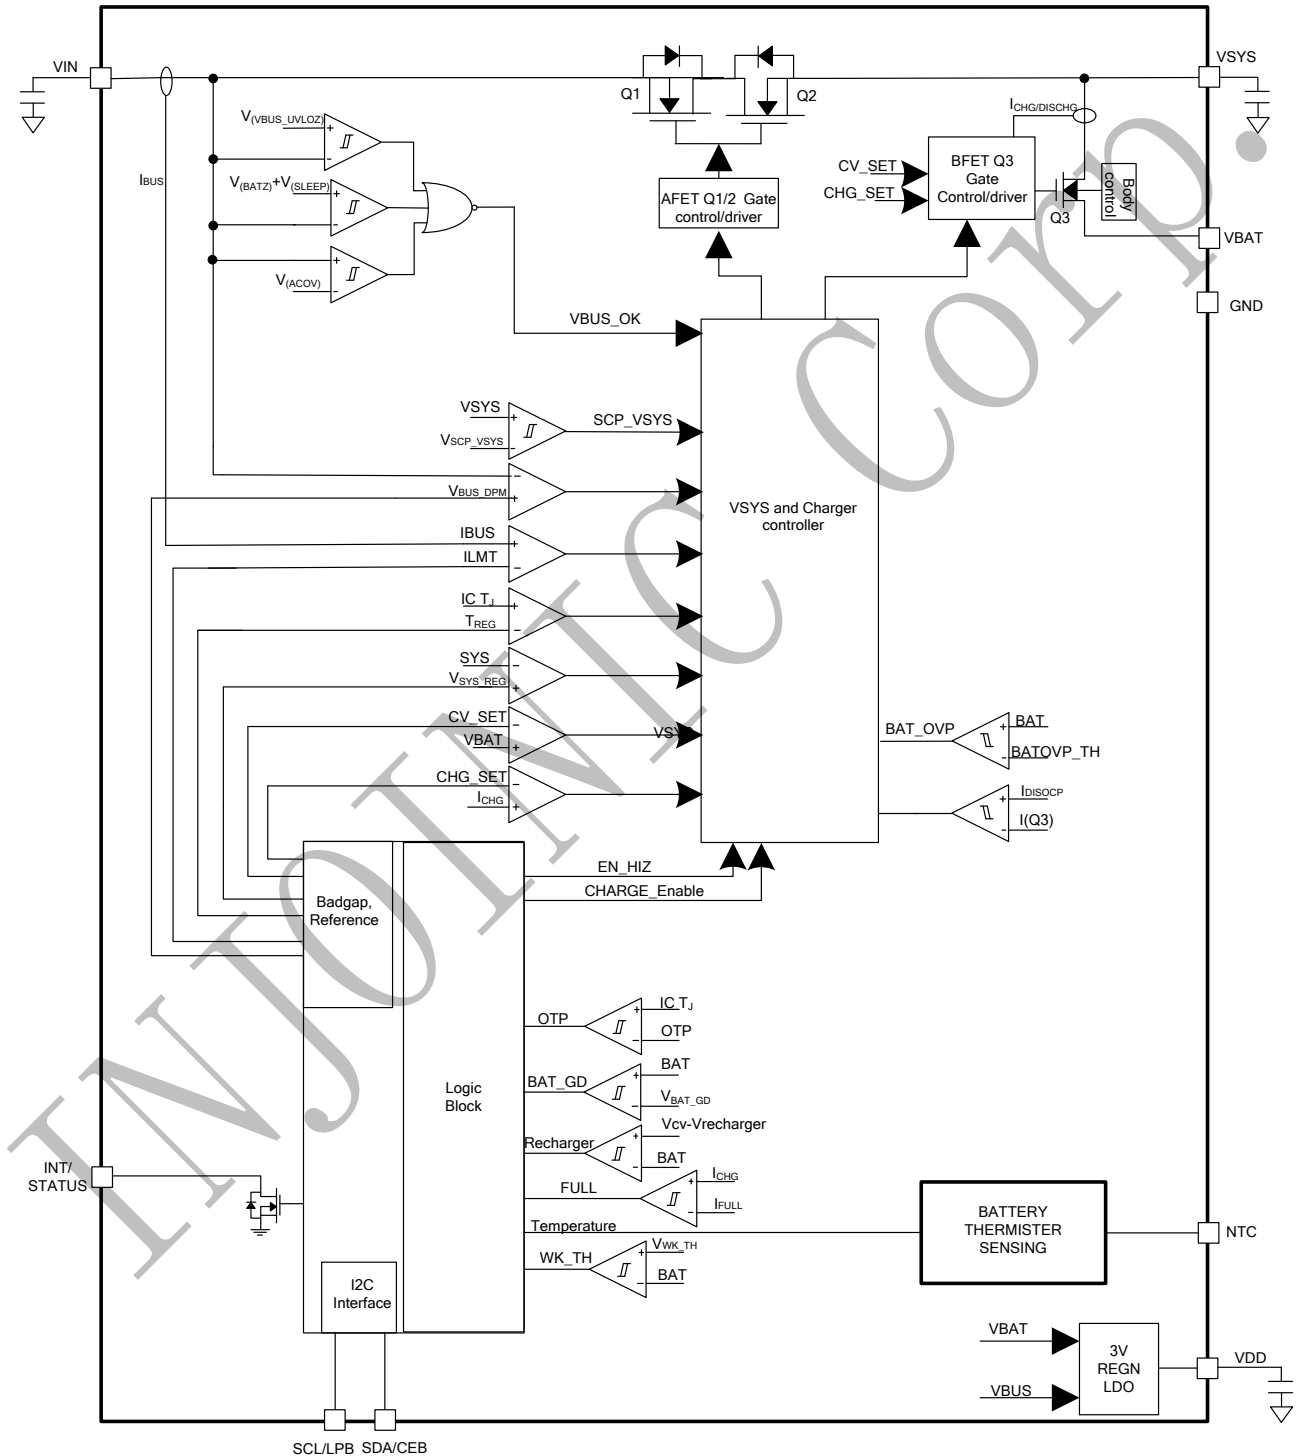 VIN
VSYS
Q1
Q2
I CHG/DISCHG
V(VBUS_UVLOZ)
+
-
IBUS
V(BATZ)+V(SLEEP)
+
-
+
V(ACOV)
-
AFET Q1/2 Gate
control/driver
CV_SET
CHG_SET
BFET Q3
Gate
Control/driver
Q3
Body
control
VBAT
GND
VBUS_OK
VSYS
+
VSCP_VSYS
-
SCP_VSYS
-
VBUS_DPM
+
IBUS
+
ILMT
-
IC TJ
+
TREG
-
SYS
-
VSYS_REG
+
CV_SET
-
VBAT
+
VSYS
CHG_SET
-
ICHG
+
VSYS and Charger
controller
BAT_OVP
+
BAT
-
BATOVP_TH
+
IDISOCP
-
I(Q3)
EN_HIZ
CHARGE_Enable
Badgap,
Reference
Logic
Block
OTP
+
IC TJ
-
OTP
BAT_GD
+
BAT
-
VBAT_GD
Recharger
+
Vcv-Vrecharger
-
BAT
FULL
+
ICHG
-
IFULL
Temperature
WK_TH
+
VWK_TH
-
BAT
INT/
STATUS
I2C
Interface
BATTERY
THERMISTER
SENSING
NTC
VBAT
VBUS
3V
REGN
LDO
VDD
SCL/LPB
SDA/CEB
INJOINIC Corp.